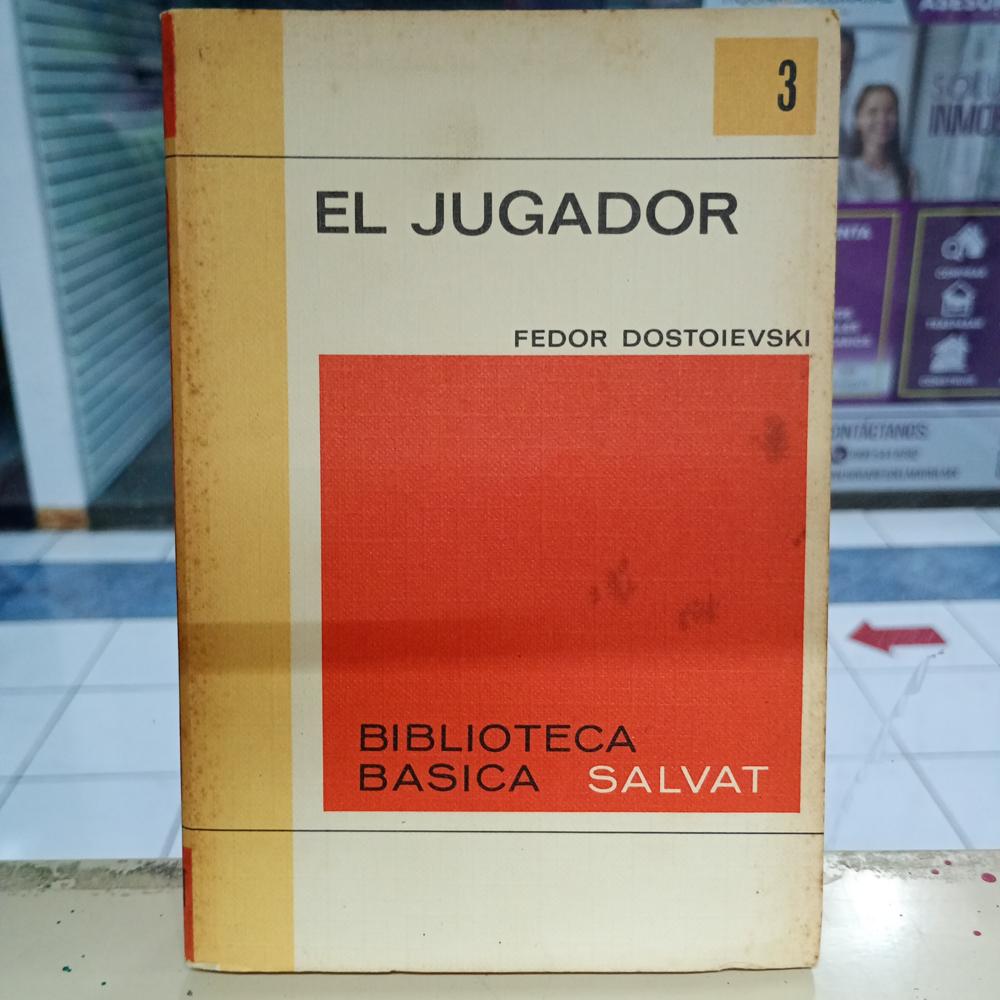 3
EL JUGADOR
FEDOR DOSTOIEVSKI
BIBLIOTECA
BASICA SALVAT